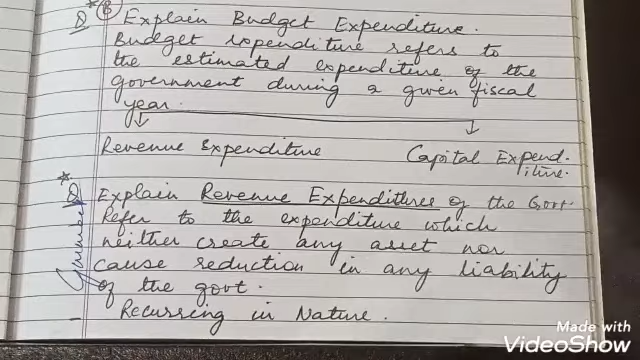 Q * (B) Explain Budget Expenditure.
Budget expenditure refers to
the estimated expenditure of the
government during a given fiscal
year.
Revenue Expenditure Capital Expend-
iture.
* Q Explain Revenue Expenditure of the Govt.
Refer to the expenditure which
neither create any asset nor
cause reduction in any liability
of the govt.
Recurring in Nature.
Made with
VideoShow